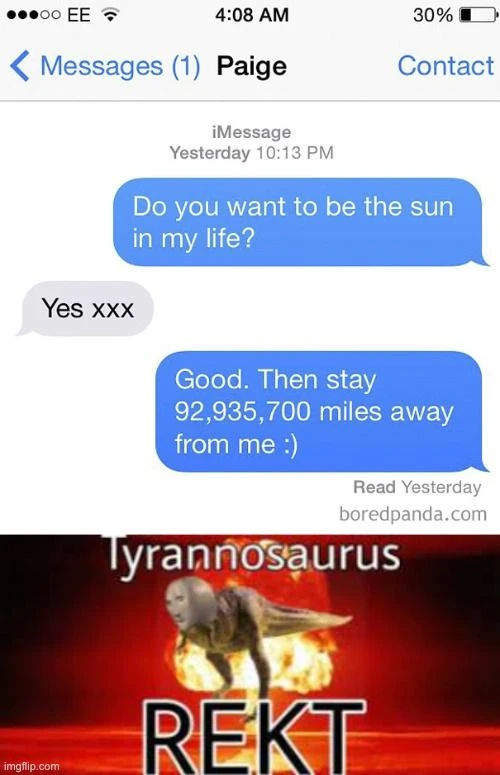 EE 4:08 AM 30%
Messages (1) Paige Contact
iMessage
Yesterday 10:13 PM
Do you want to be the sun
in my life?
Yes xxx
Good. Then stay
92,935,700 miles away
from me :)
Read Yesterday
boredpanda.com
Tyrannosaurus
REKT
imgflip.com